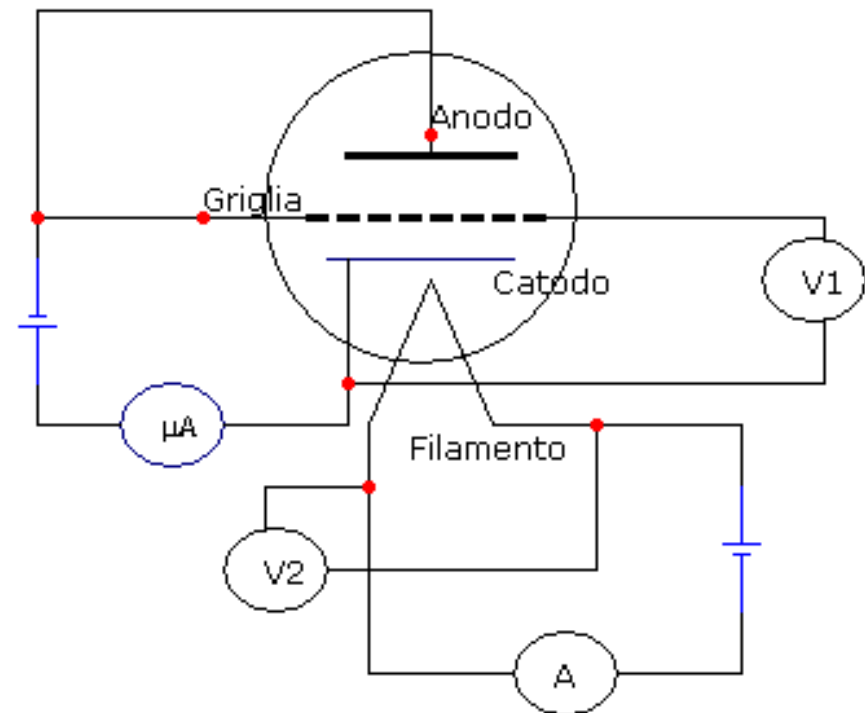 Anodo
Griglia
Catodo
V1
μA
Filamento
V2
A